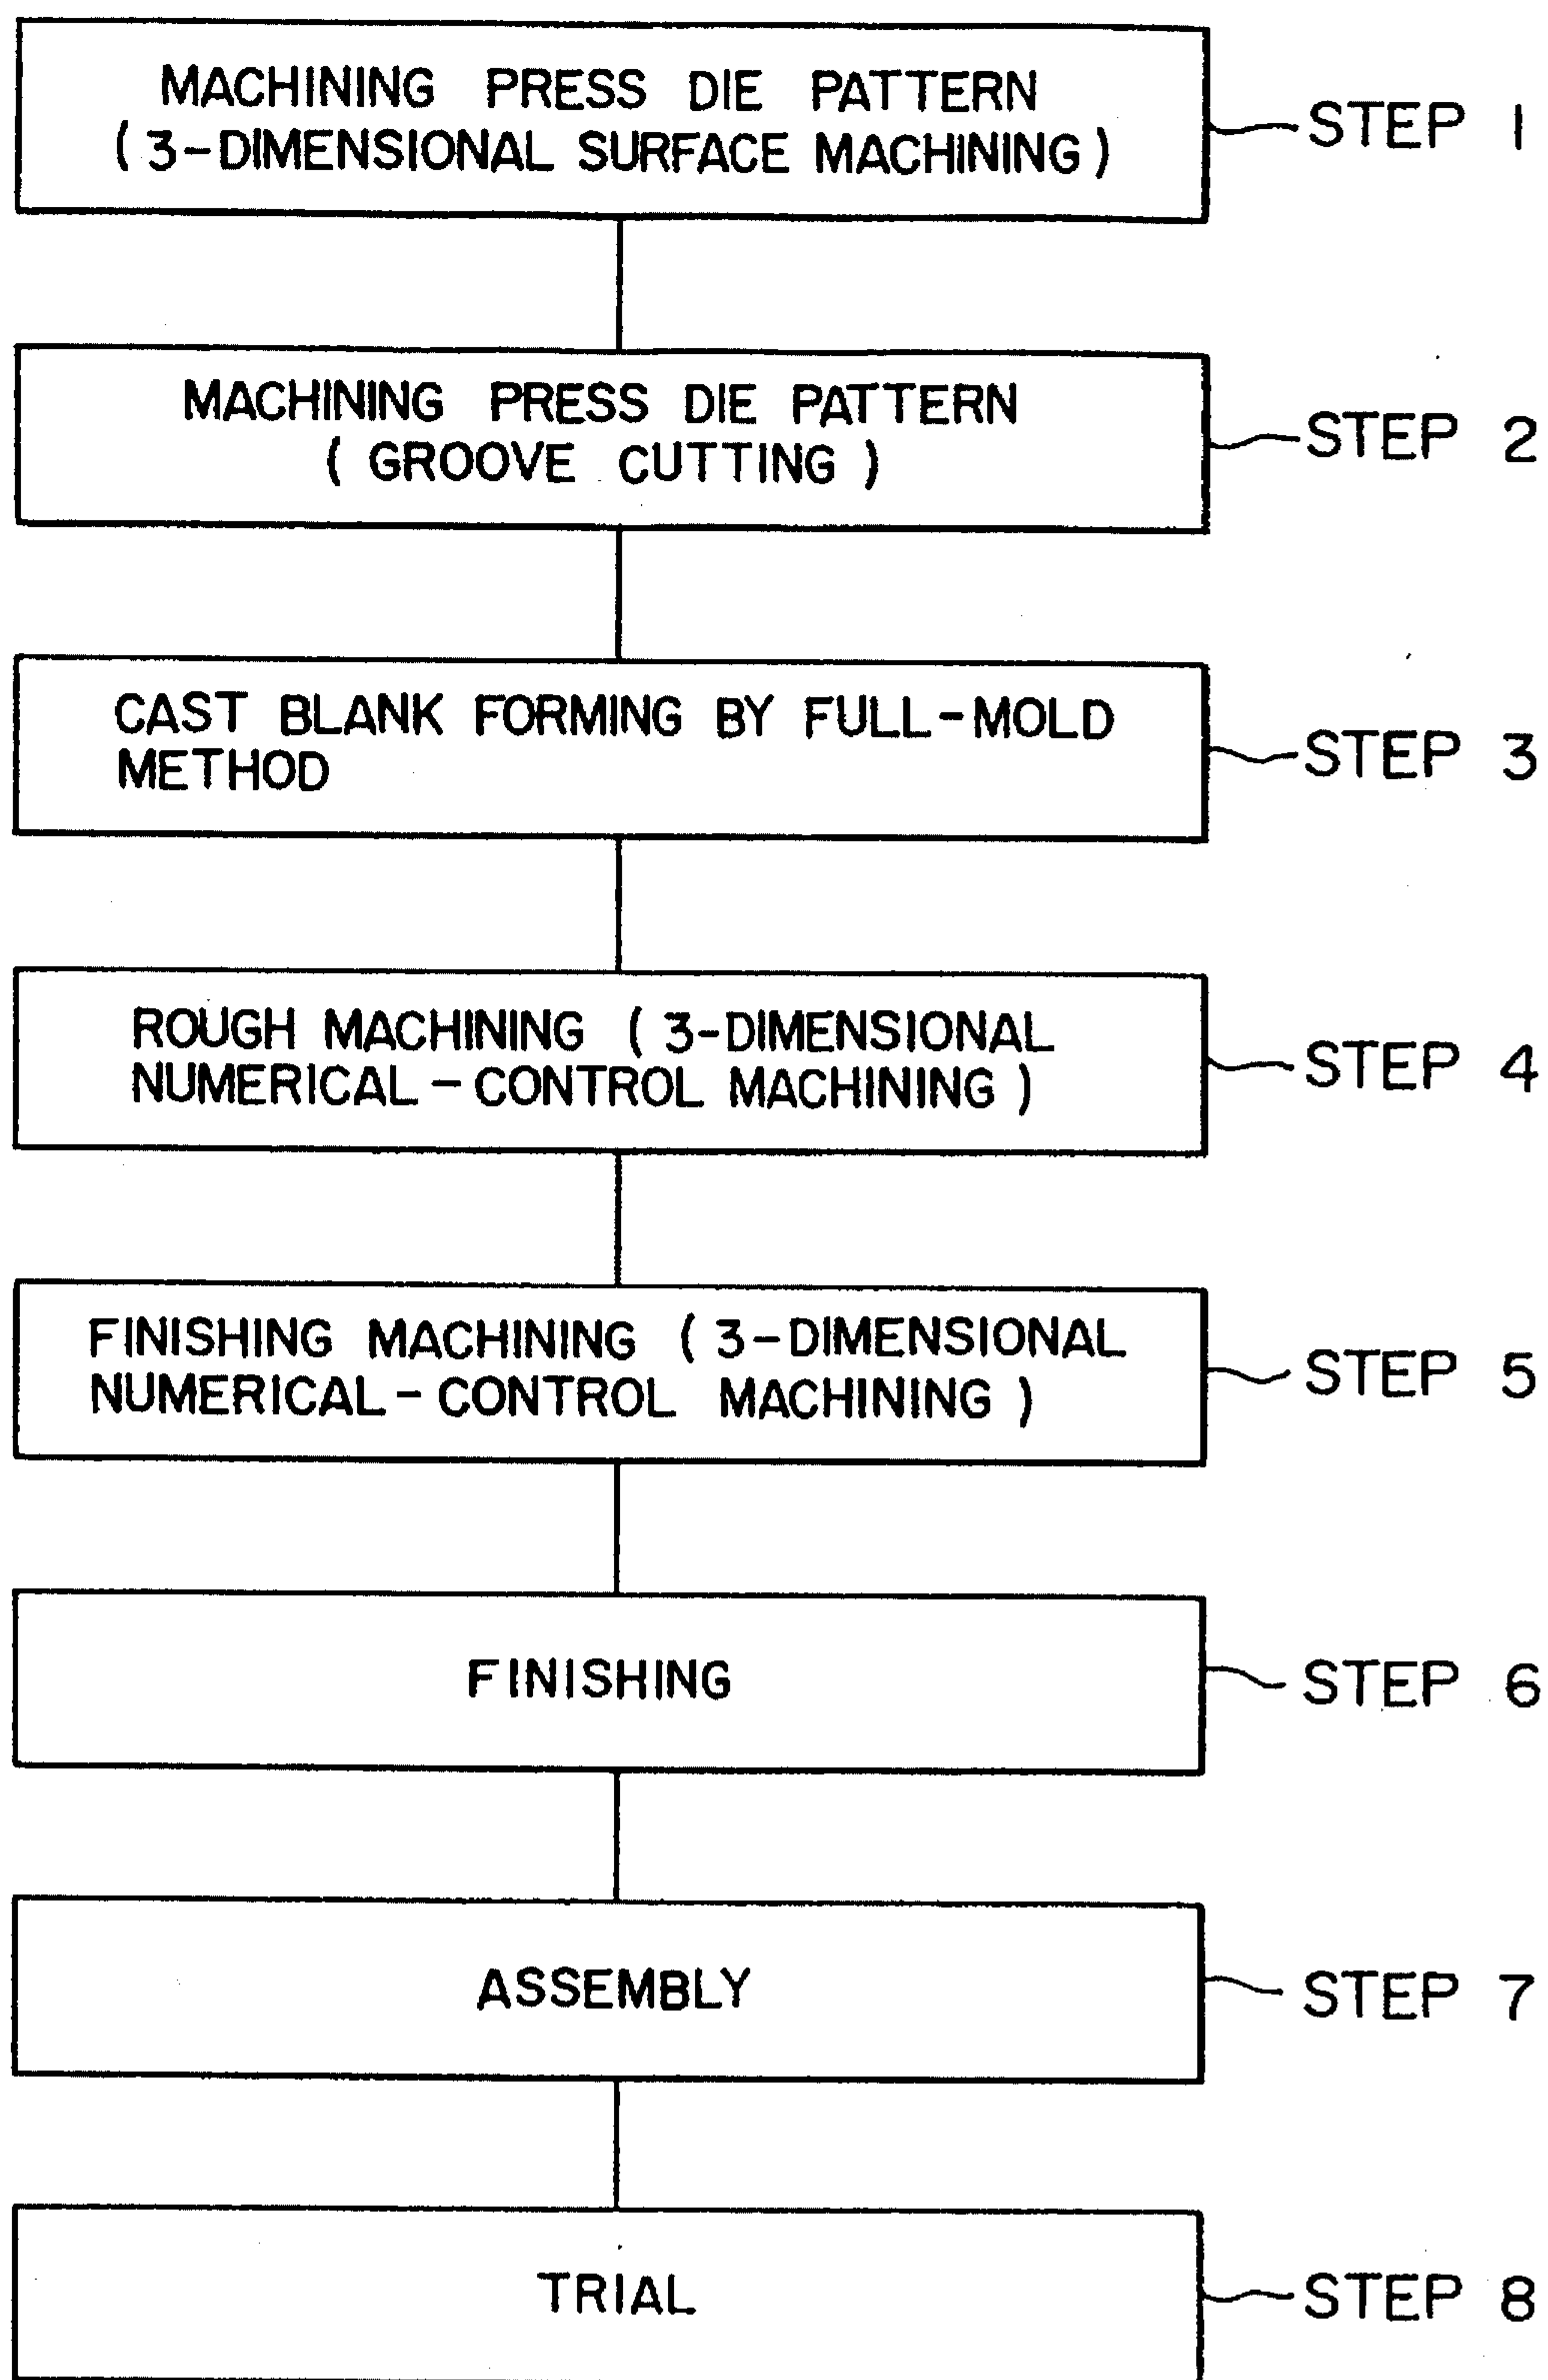 MACHINING PRESS DIE PATTERN
(3-DIMENSIONAL SURFACE MACHINING)
STEP 1
MACHINING PRESS DIE PATTERN
(GROOVE CUTTING)
STEP 2
CAST BLANK FORMING BY FULL-MOLD
METHOD
STEP 3
ROUGH MACHINING (3-DIMENSIONAL
NUMERICAL-CONTROL MACHINING)
STEP 4
FINISHING MACHINING (3-DIMENSIONAL
NUMERICAL-CONTROL MACHINING)
STEP 5
FINISHING
STEP 6
ASSEMBLY
STEP 7
TRIAL
STEP 8